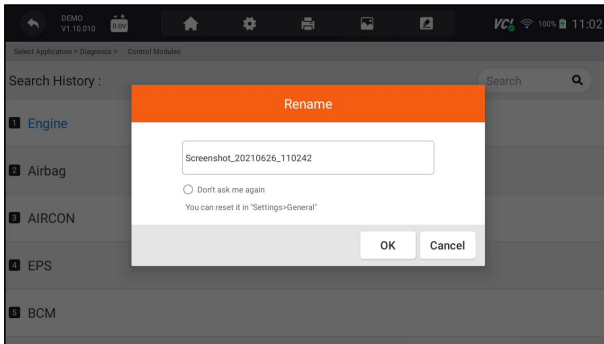 DEMO
V1.10.010
0.0V
VCI 100% 11:02
Select Application > Diagnosis > Control Modules
Search History :
Search
Rename
1 Engine
Screenshot_20210626_110242
2 Airbag
Don't ask me again
You can reset it in "Settings>General"
3 AIRCON
OK Cancel
4 EPS
5 BCM